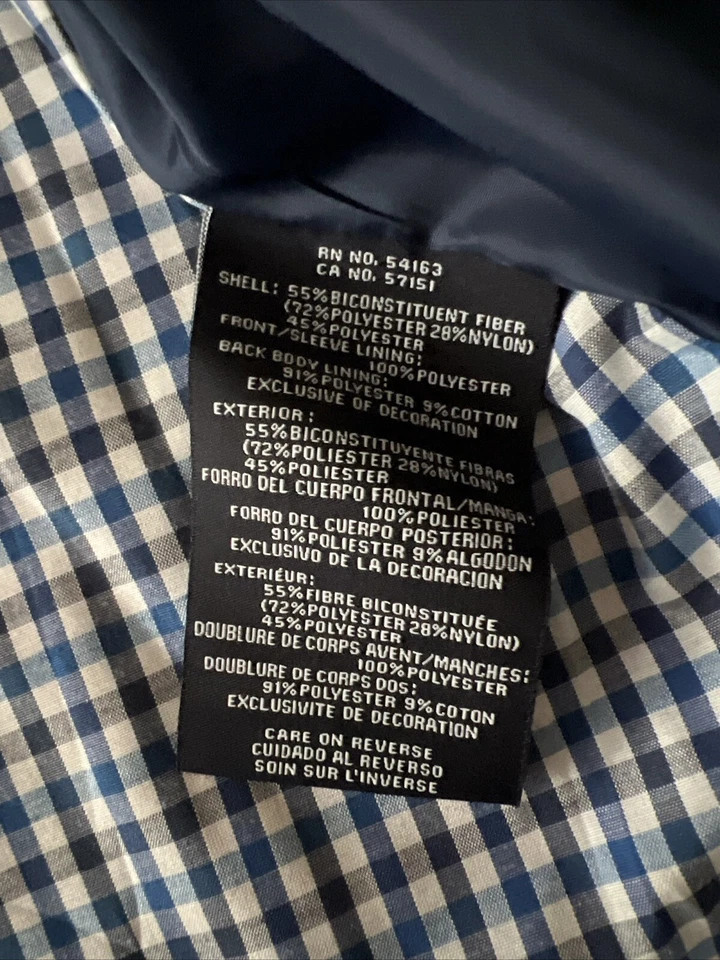 RN NO. 54163
CA NO. 57151
SHELL: 55%BICONSTITUENT FIBER
(72%POLYESTER 28%NYLON)
45%POLYESTER
FRONT/SLEEVE LINING:
100%POLYESTER
BACK BODY LINING:
91%POLYESTER 9%COTTON
EXCLUSIVE OF DECORATION
EXTERIOR:
55%BICONSTITUYENTE FIBRAS
(72%POLIESTER 28%NYLON)
45%POLIESTER
FORRO DEL CUERPO FRONTAL/MANGA:
100%POLIESTER
FORRO DEL CUERPO POSTERIOR:
91%POLIESTER 9%ALGODON
EXCLUSIVO DE LA DECORACION
EXTERIÉUR:
55%FIBRE BICONSTITUÉE
(72%POLYESTER 28%NYLON)
45%POLYESTER
DOUBLURE DE CORPS AVENT/MANCHES:
100%POLYESTER
DOUBLURE DE CORPS DOS:
91%POLYESTER 9%COTON
EXCLUSIVITE DE DECORATION
CARE ON REVERSE
CUIDADO AL REVERSO
SOIN SUR L'INVERSE